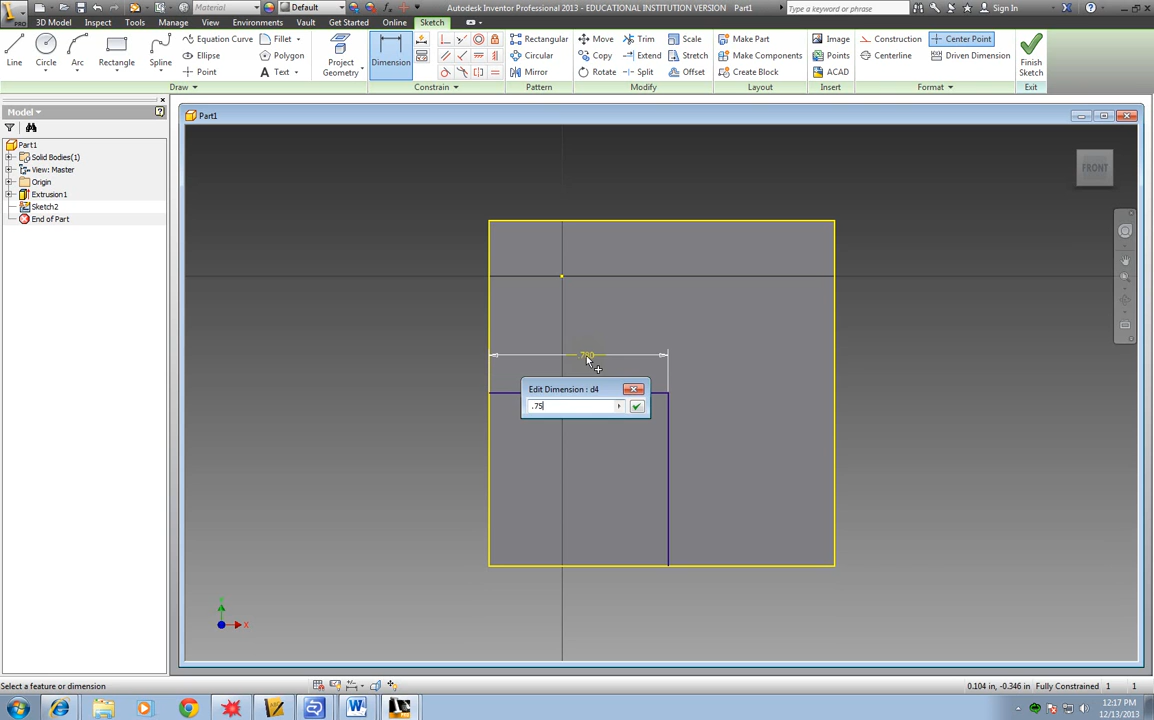 Material
Default
Autodesk Inventor Professional 2013 - EDUCATIONAL INSTITUTION VERSION Part1
Type a keyword or phrase
Sign In
PRO
3D Model
Inspect
Tools
Manage
View
Environments
Vault
Get Started
Online
Sketch
Line
Circle
Arc
Rectangle
Spline
Equation Curve
Ellipse
Point
Fillet
Polygon
Text
Project
Geometry
Dimension
Rectangular
Circular
Mirror
Move
Copy
Rotate
Trim
Extend
Split
Scale
Stretch
Offset
Make Part
Make Components
Create Block
Image
Points
ACAD
Construction
Centerline
Center Point
Driven Dimension
Finish
Sketch
Draw
Constrain
Pattern
Modify
Layout
Insert
Format
Exit
Model
Part1
Solid Bodies(1)
View: Master
Origin
Extrusion1
Sketch2
End of Part
Part1
FRONT
Edit Dimension : d4
.75
X
Select a feature or dimension
0.104 in, -0.346 in
Fully Constrained
1
1
12:17 PM
12/13/2013